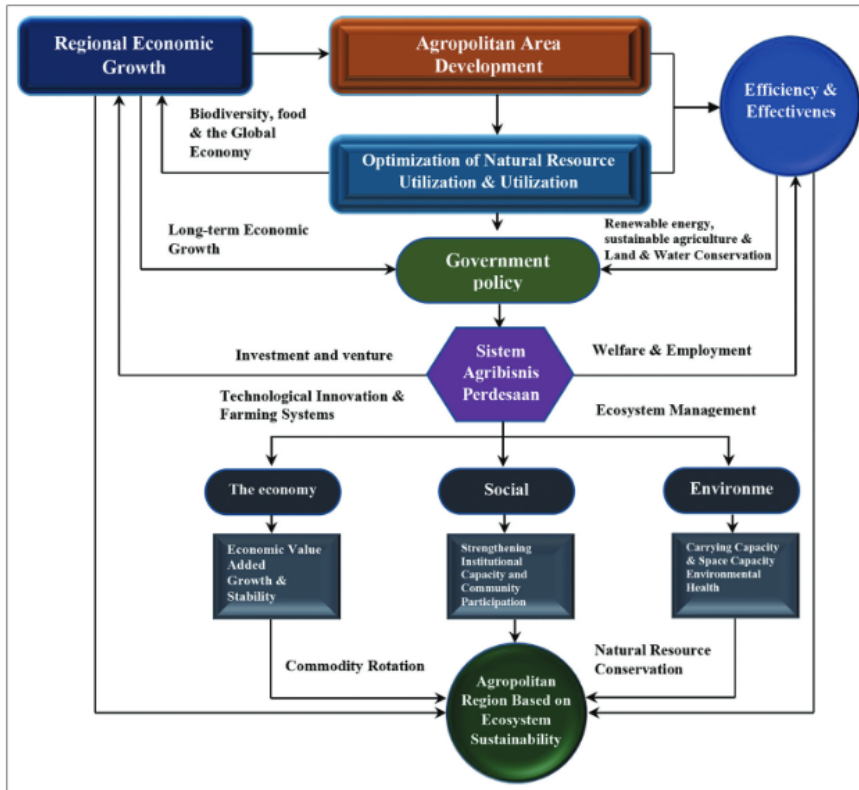 Regional Economic
Growth
Agropolitan Area
Development
Efficiency &
Effectivenes
Biodiversity, food
& the Global
Economy
Optimization of Natural Resource
Utilization & Utilization
Long-term Economic
Growth
Renewable energy,
sustainable agriculture &
Land & Water Conservation
Government
policy
Investment and venture
Sistem
Agribisnis
Perdesaan
Welfare & Employment
Technological Innovation &
Farming Systems
Ecosystem Management
The economy
Social
Environme
Economic Value
Added
Growth &
Stability
Strengthening
Institutional
Capacity and
Community
Participation
Carrying Capacity
& Space Capacity
Environmental
Health
Commodity Rotation
Natural Resource
Conservation
Agropolitan
Region Based on
Ecosystem
Sustainability